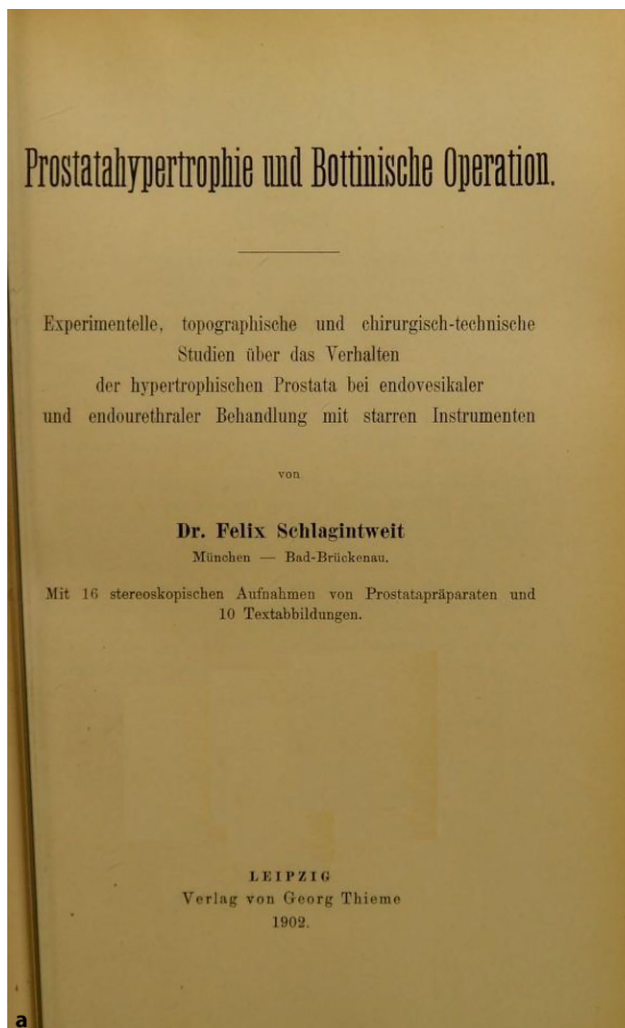 Prostatahypertrophie und Bottinische Operation.
Experimentelle, topographische und chirurgisch-technische
Studien über das Verhalten
der hypertrophischen Prostata bei endovesikaler
und endourethraler Behandlung mit starren Instrumenten
von
Dr. Felix Schlagintweit
München — Bad-Brückenau.
Mit 16 stereoskopischen Aufnahmen von Prostatapräparaten und
10 Textabbildungen.
LEIPZIG
Verlag von Georg Thieme
1902.
a